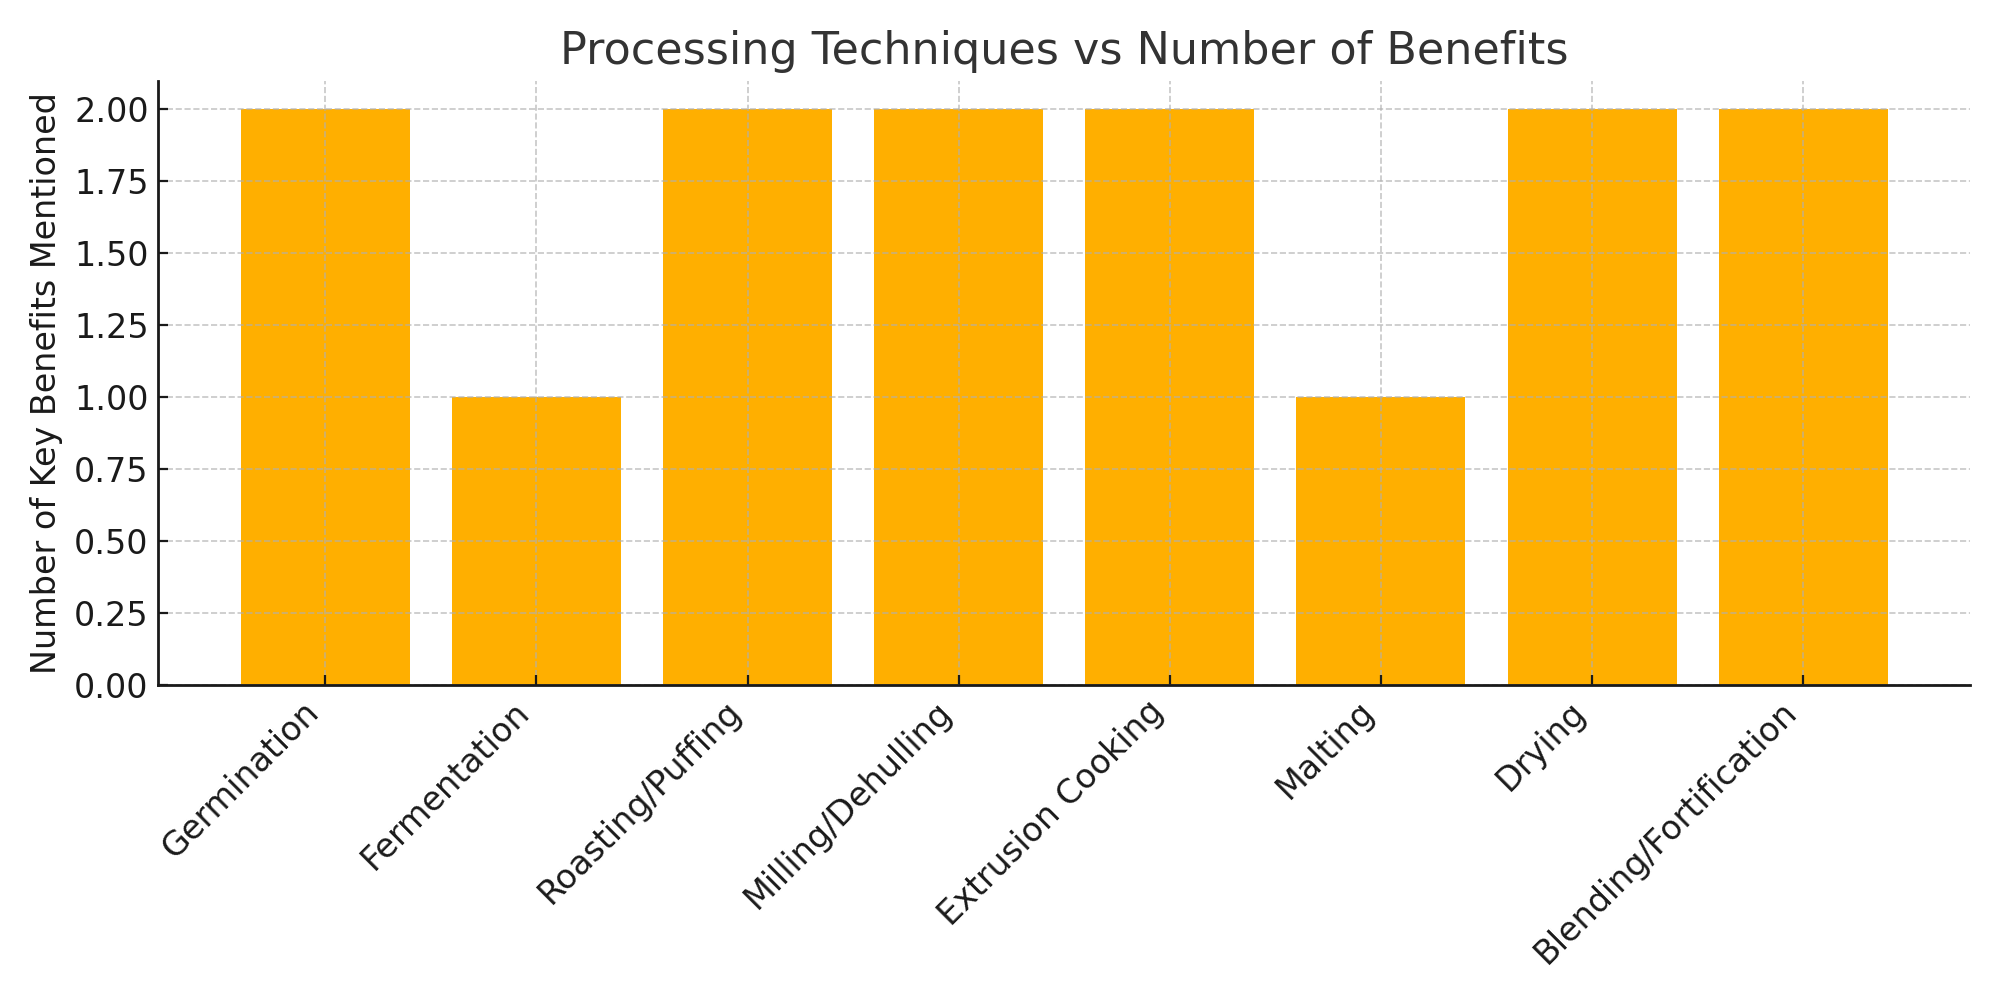 Processing Techniques vs Number of Benefits
Number of Key Benefits Mentioned
2.00
1.75
1.50
1.25
1.00
0.75
0.50
0.25
0.00
Germination
Fermentation
Roasting/Puffing
Milling/Dehulling
Extrusion Cooking
Malting
Drying
Blending/Fortification